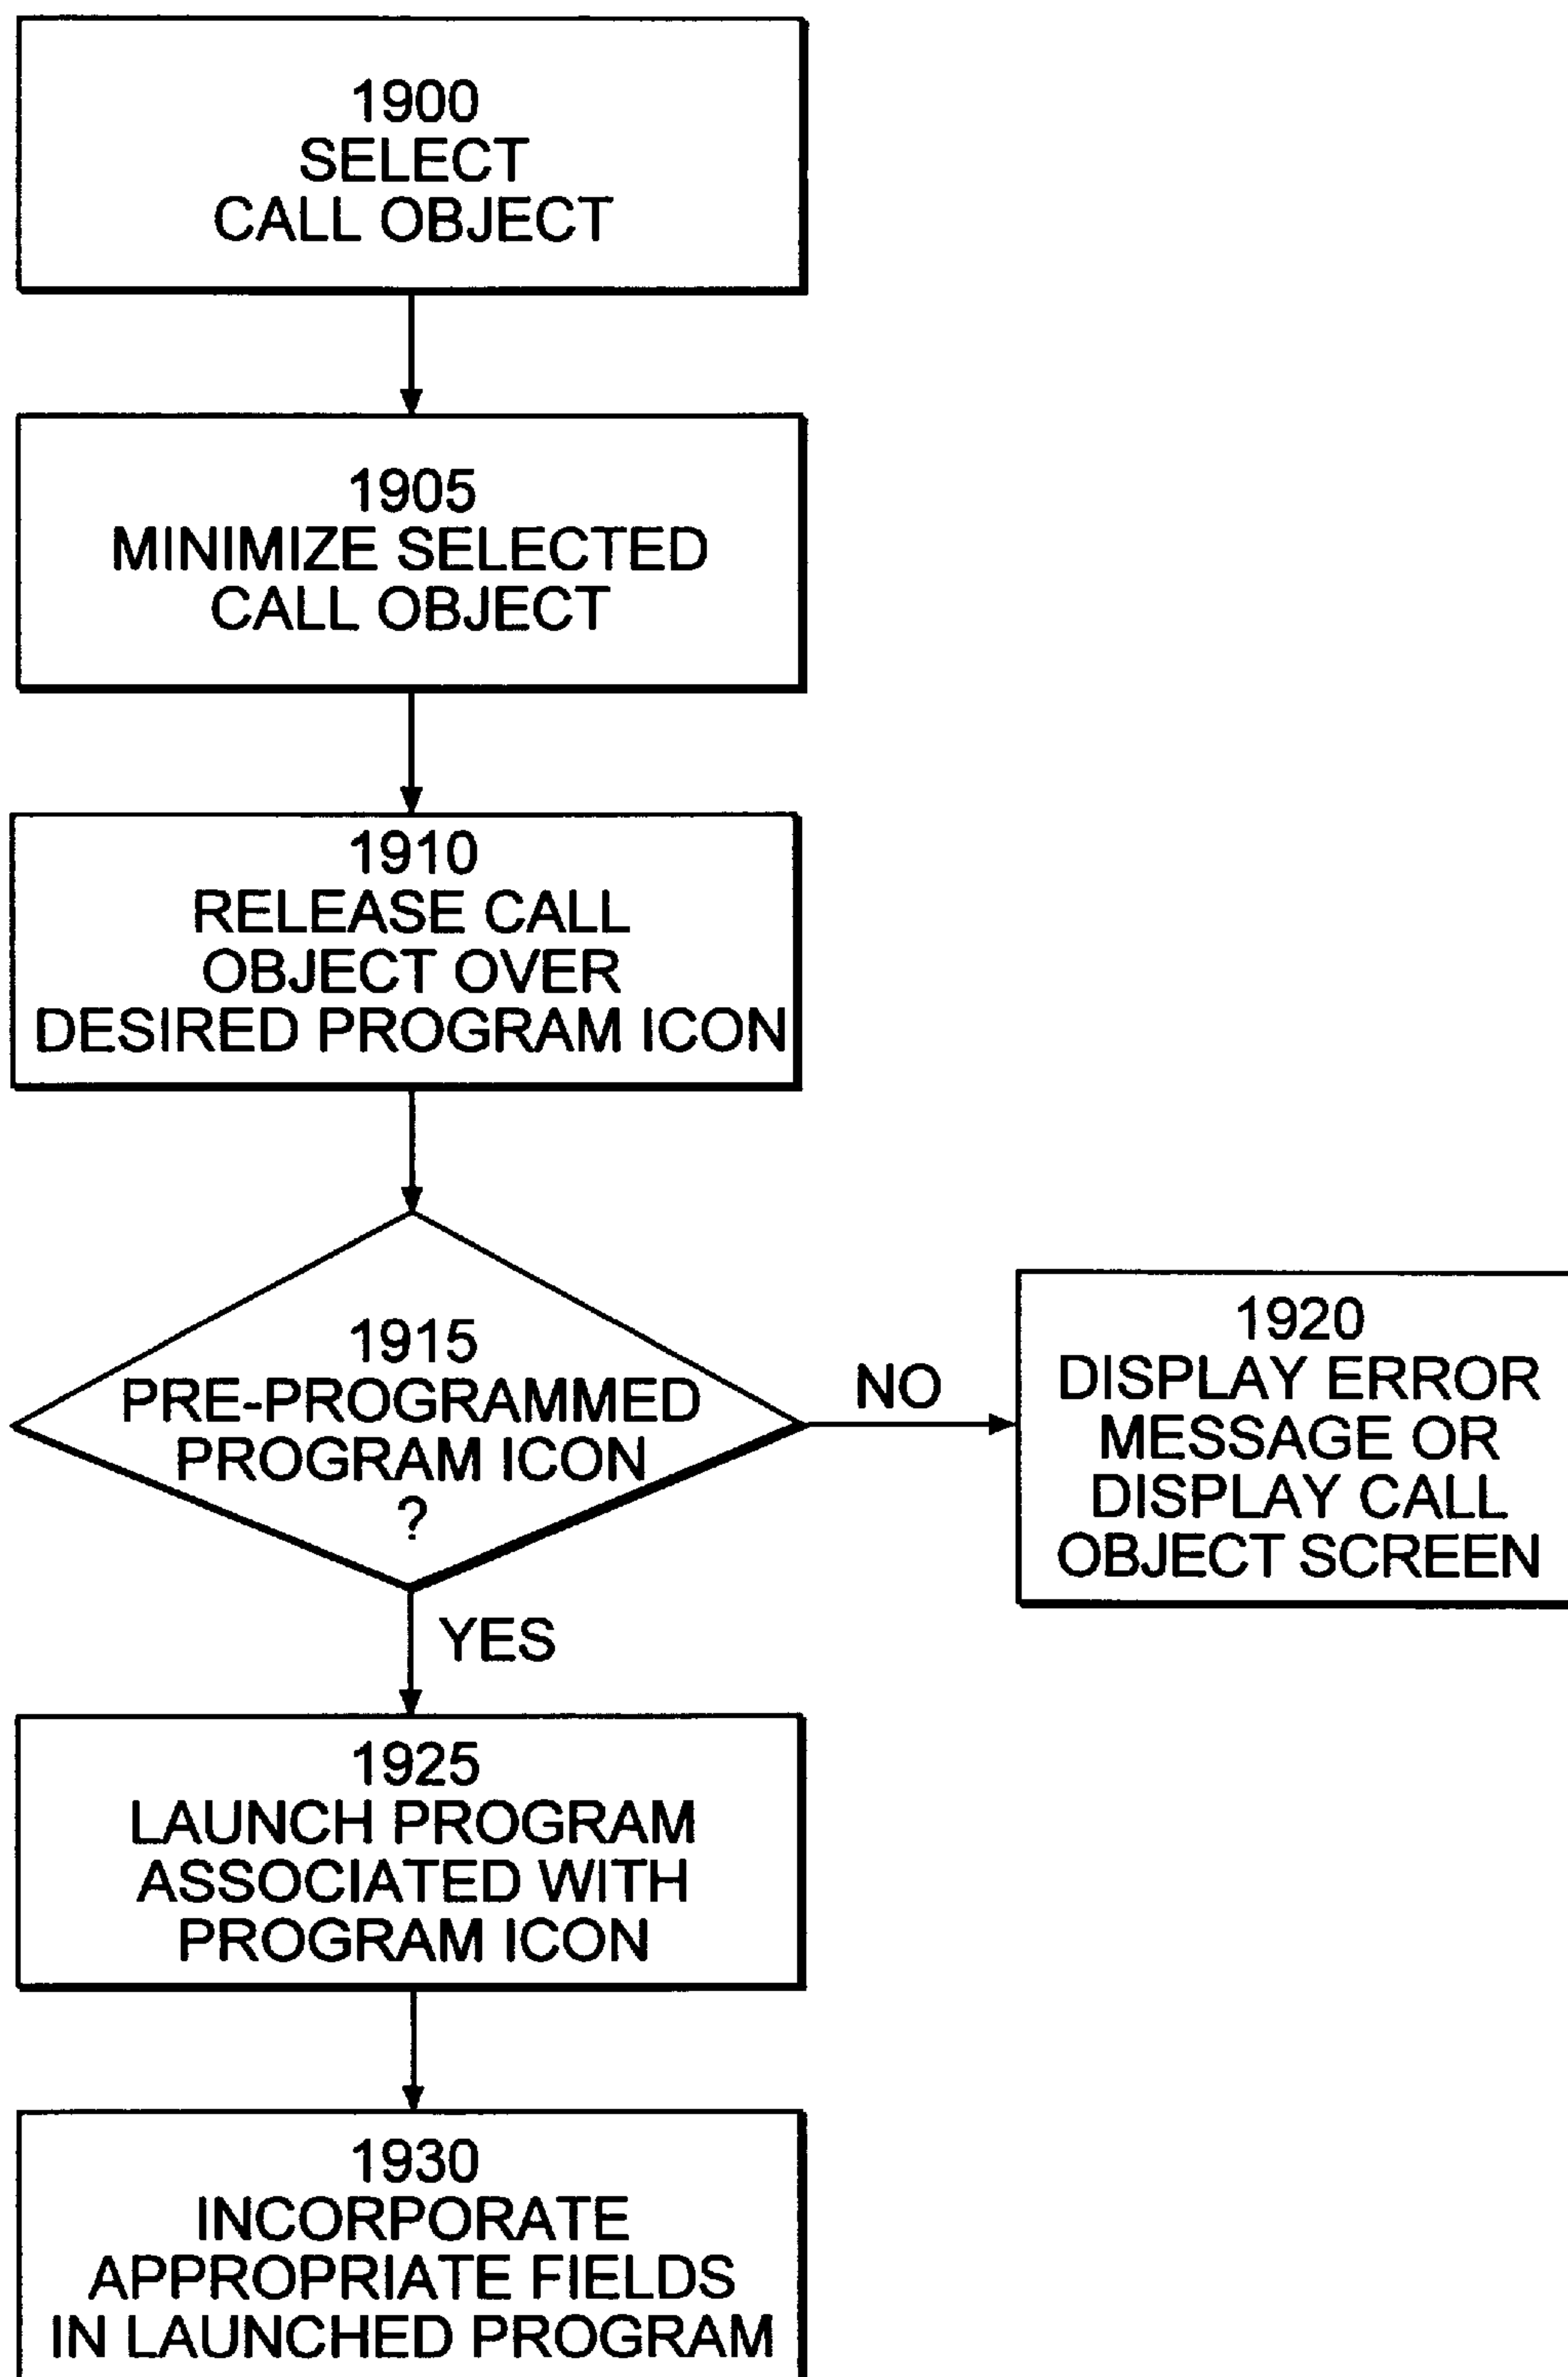 1900
SELECT
CALL OBJECT
1905
MINIMIZE SELECTED
CALL OBJECT
1910
RELEASE CALL
OBJECT OVER
DESIRED PROGRAM ICON
1915
PRE-PROGRAMMED
PROGRAM ICON
?
NO
1920
DISPLAY ERROR
MESSAGE OR
DISPLAY CALL
OBJECT SCREEN
YES
1925
LAUNCH PROGRAM
ASSOCIATED WITH
PROGRAM ICON
1930
INCORPORATE
APPROPRIATE FIELDS
IN LAUNCHED PROGRAM